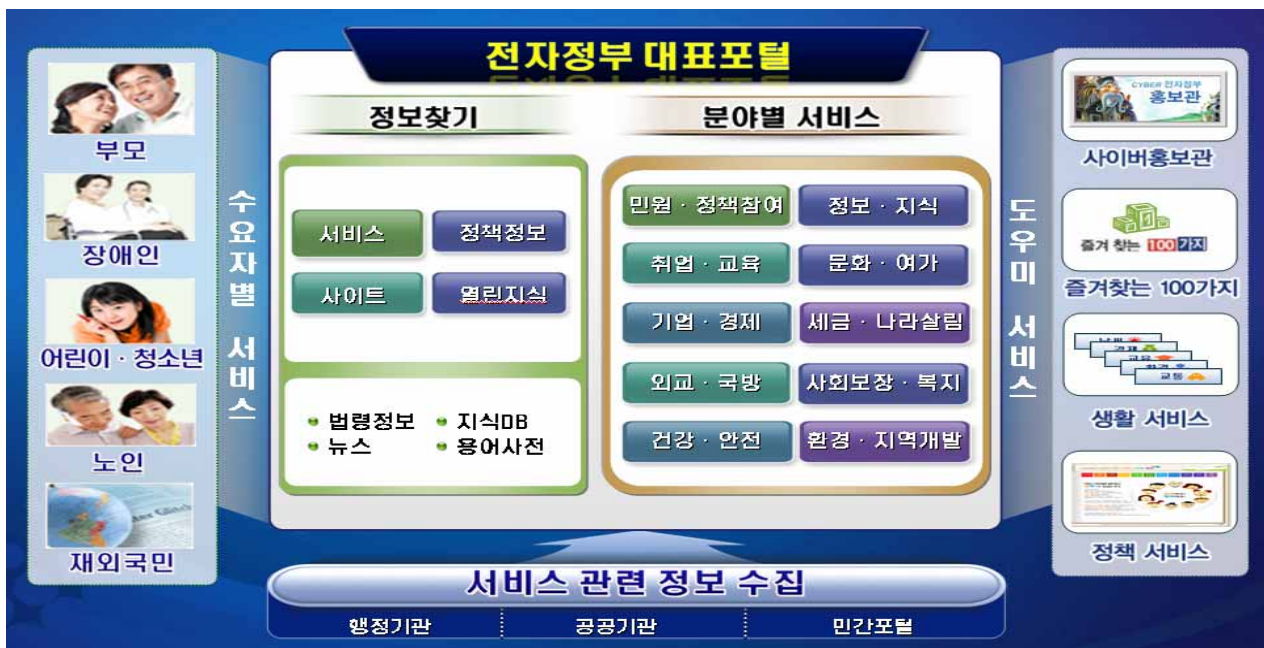 전자정부 대표포털
수요자별 서비스
부모
장애인
어린이 · 청소년
노인
재외국민
정보찾기
서비스
정책정보
사이트
열린지식
법령정보
지식DB
뉴스
용어사전
분야별 서비스
민원 · 정책참여
정보 · 지식
취업 · 교육
문화 · 여가
기업 · 경제
세금 · 나라살림
외교 · 국방
사회보장 · 복지
건강 · 안전
환경 · 지역개발
도우미 서비스
CYBER 전자정부
홍보관
사이버홍보관
즐겨 찾는 100가지
즐겨찾는 100가지
교육
교통
생활 서비스
정책 서비스
서비스 관련 정보 수집
행정기관
공공기관
민간포털